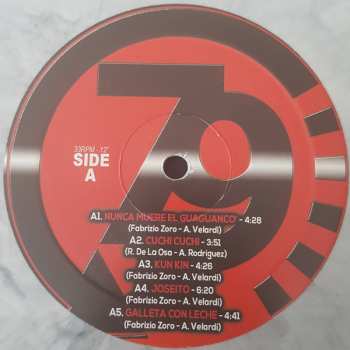 79
33RPM - 12"
SIDE
A
A1. NUNCA MUERE EL GUAGUANCO' - 4:28
(Fabrizio Zoro - A. Velardi)
A2. CUCHI CUCHI - 3:51
(R. De La Osa - A. Rodriguez)
A3. KUN KIN - 4:26
(Fabrizio Zoro - A. Velardi)
A4. JOSEITO - 6:20
(Fabrizio Zoro - A. Velardi)
A5. GALLETA CON LECHE - 4:41
(Fabrizio Zoro - A. Velardi)